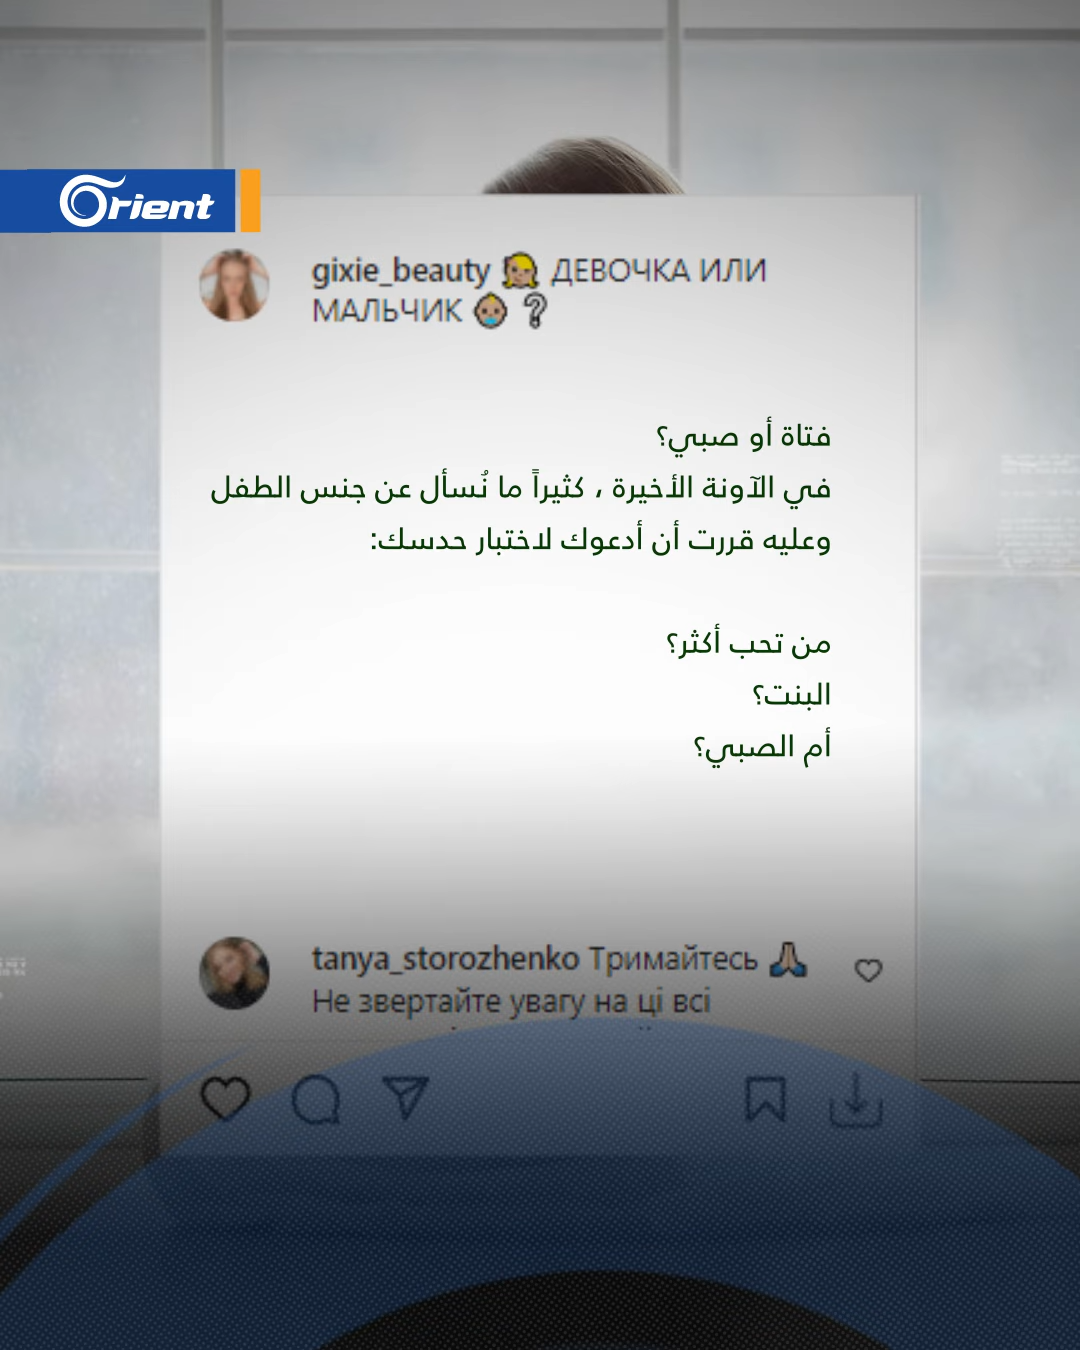 Orient
gixie_beauty 👧🏼 ДЕВОЧКА ИЛИ
МАЛЬЧИК 👶🏼 ❔
فتاة أو صبي؟
في الآونة الأخيرة ، كثيراً ما نُسأل عن جنس الطفل
وعليه قررت أن أدعوك لاختبار حدسك:
من تحب أكثر؟
البنت؟
أم الصبي؟
tanya_storozhenko Тримайтесь 🙏🏼
Не звертайте увагу на ці всі